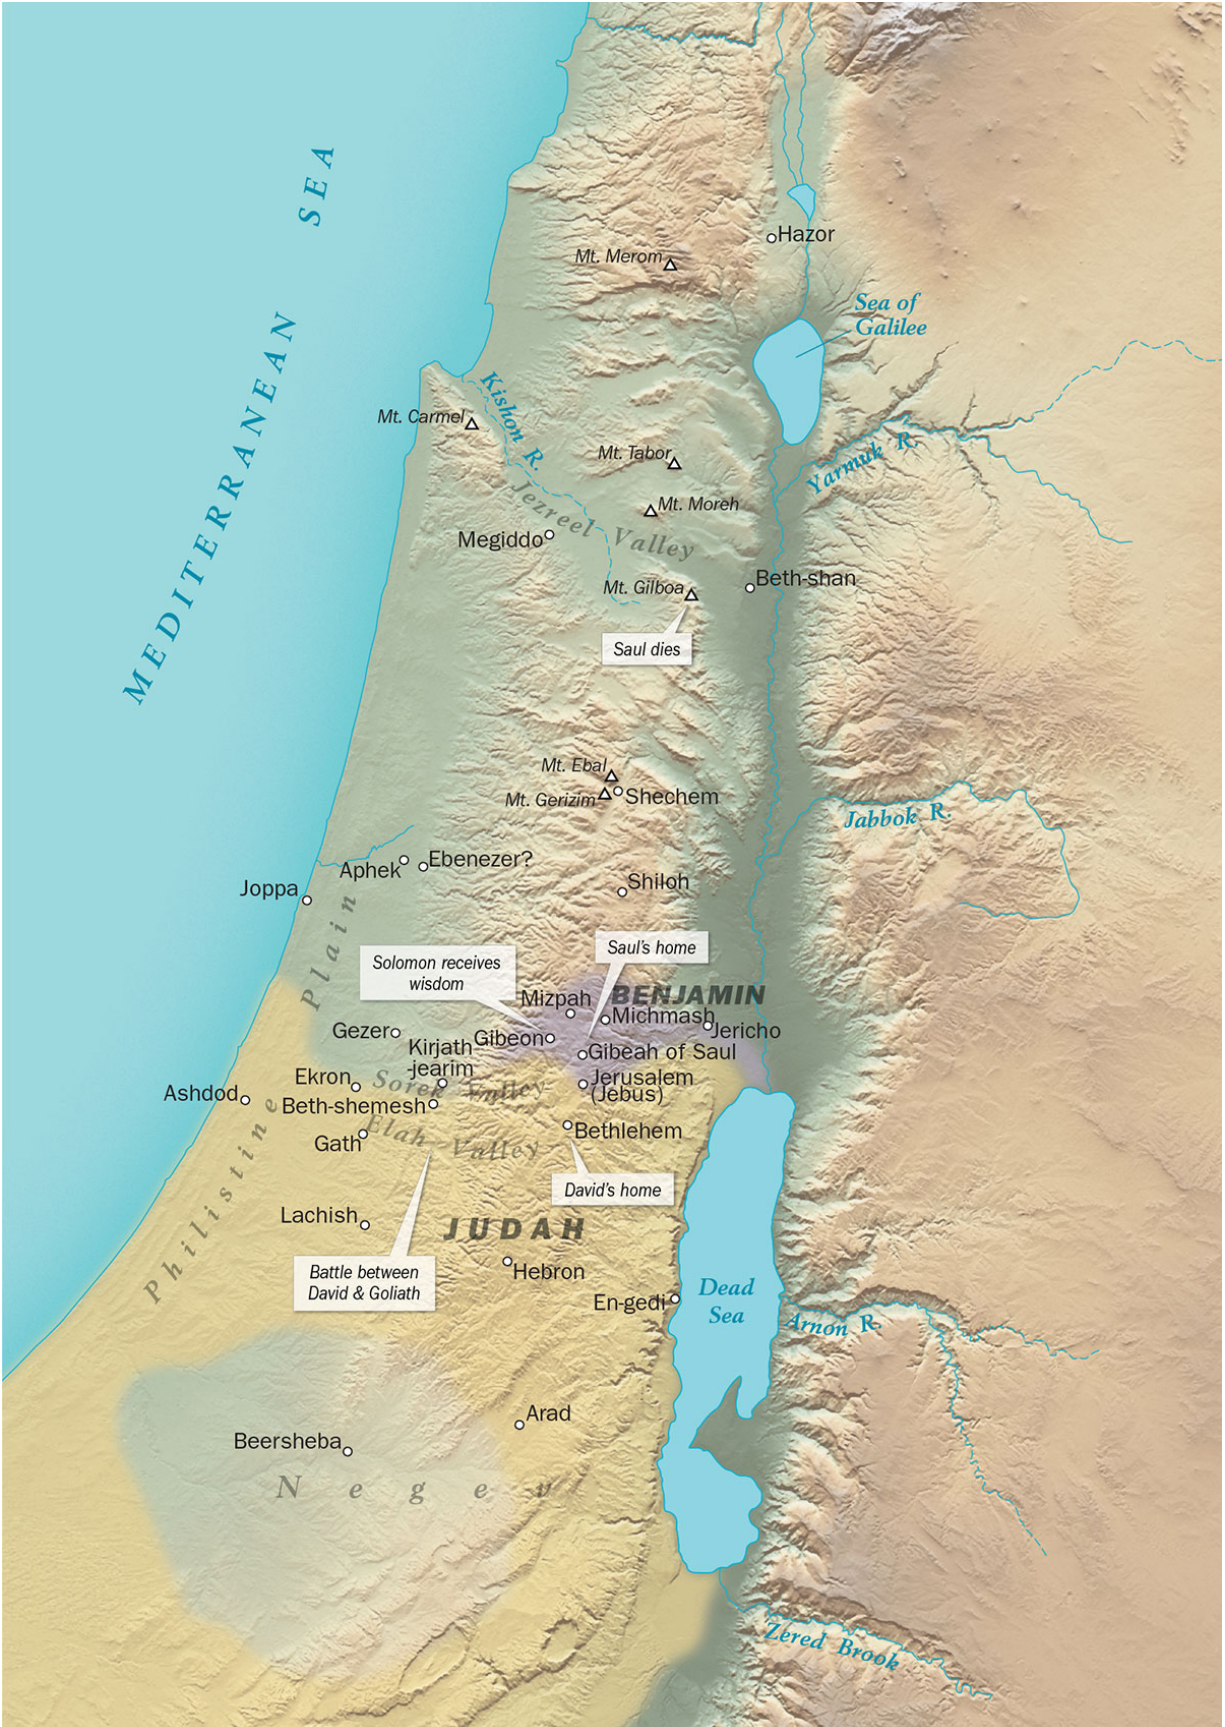 MEDITERRANEAN SEA
Hazor
Mt. Merom
Sea of
Galilee
Kishon R.
Mt. Carmel
Mt. Tabor
Yarmuk R.
Mt. Moreh
Jezreel Valley
Megiddo
Beth-shan
Mt. Gilboa
Saul dies
Mt. Ebal
Mt. Gerizim
Shechem
Jabbok R.
Aphek
Ebenezer?
Joppa
Shiloh
Philistine Plain
Solomon receives
wisdom
Saul's home
BENJAMIN
Mizpah
Michmash
Jericho
Gezer
Gibeon
Kirjath
-jearim
Gibeah of Saul
Ekron
Sorek Valley
Jerusalem
(Jebus)
Ashdod
Beth-shemesh
Elah Valley
Gath
Bethlehem
David's home
Lachish
JUDAH
Battle between
David & Goliath
Hebron
En-gedi
Dead
Sea
Arnon R.
Arad
Beersheba
Negev
Zered Brook